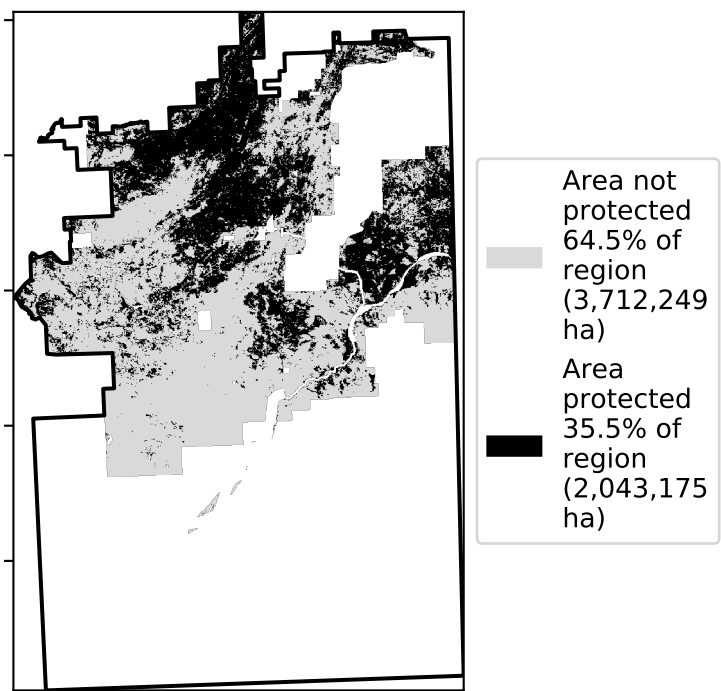 Area not
protected
64.5% of
region
(3,712,249
ha)
Area
protected
35.5% of
region
(2,043,175
ha)